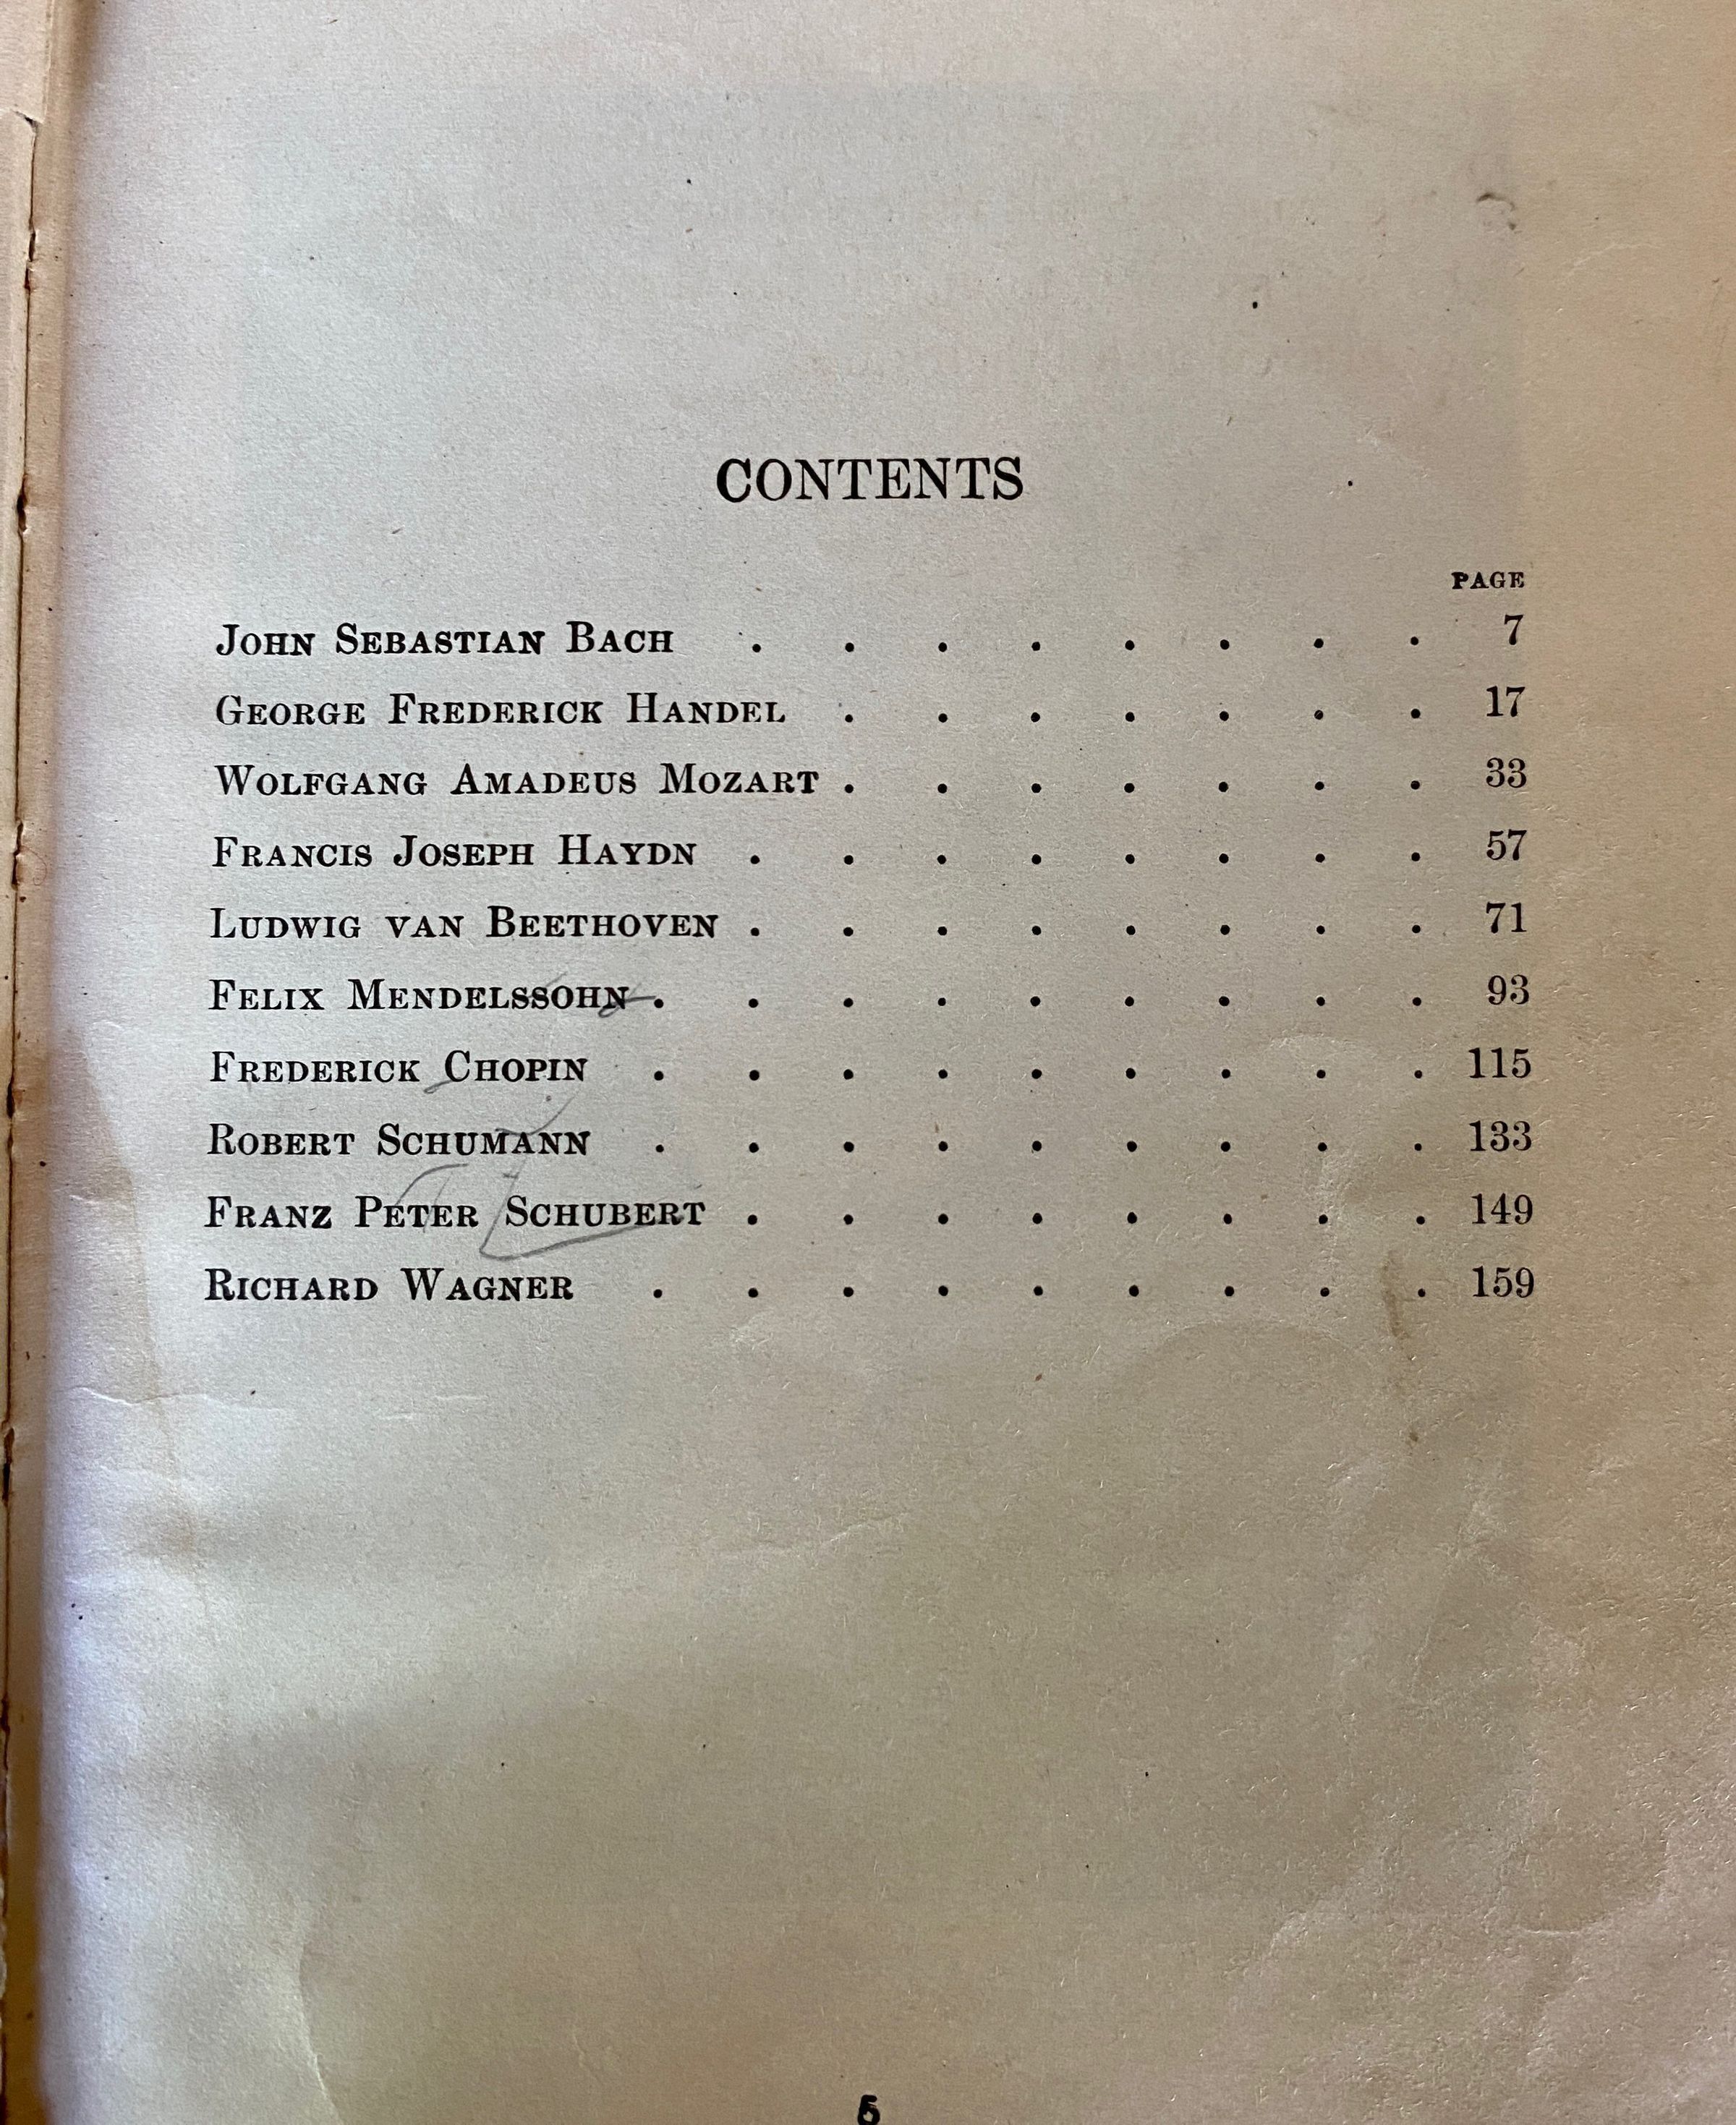 CONTENTS
PAGE
JOHN SEBASTIAN BACH . . . . . . . . 7
GEORGE FREDERICK HANDEL . . . . . . . 17
WOLFGANG AMADEUS MOZART . . . . . . . 33
FRANCIS JOSEPH HAYDN . . . . . . . . 57
LUDWIG VAN BEETHOVEN . . . . . . . . 71
FELIX MENDELSSOHN . . . . . . . . . 93
FREDERICK CHOPIN . . . . . . . . . 115
ROBERT SCHUMANN . . . . . . . . . 133
FRANZ PETER SCHUBERT . . . . . . . . 149
RICHARD WAGNER . . . . . . . . . 159
5